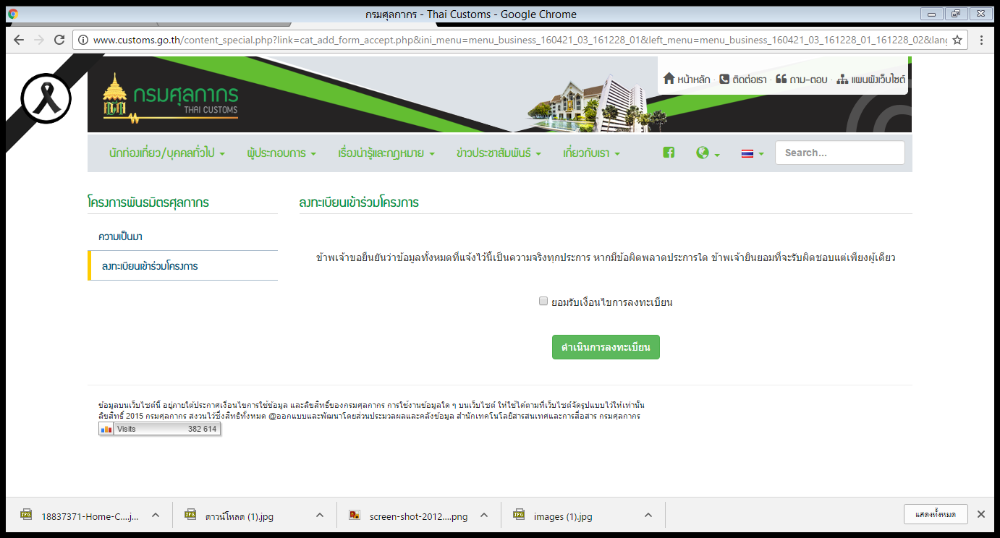 กรมศุลกากร - Thai Customs - Google Chrome
www.customs.go.th/content_special.php?link=cat_add_form_accept.php&ini_menu=menu_business_160421_03_161228_01&left_menu=menu_business_160421_03_161228_01_161228_02&lang
หน้าหลัก · ติดต่อเรา · ถาม-ตอบ · แผนผังเว็บไซต์
กรมศุลกากร
THAI CUSTOMS
นักท่องเที่ยว/บุคคลทั่วไป ผู้ประกอบการ เรื่องน่ารู้และกฎหมาย ข่าวประชาสัมพันธ์ เกี่ยวกับเรา Search...
โครงการพันธมิตรศุลกากร
ความเป็นมา
ลงทะเบียนเข้าร่วมโครงการ
ลงทะเบียนเข้าร่วมโครงการ
ข้าพเจ้าขอยืนยันว่าข้อมูลทั้งหมดที่แจ้งไว้นี้เป็นความจริงทุกประการ หากมีข้อผิดพลาดประการใด ข้าพเจ้ายินยอมที่จะรับผิดชอบแต่เพียงผู้เดียว
ยอมรับเงื่อนไขการลงทะเบียน
ดำเนินการลงทะเบียน
ข้อมูลบนเว็บไซต์นี้ อยู่ภายใต้ประกาศเงื่อนไขการใช้ข้อมูล และลิขสิทธิ์ของกรมศุลกากร การใช้งานข้อมูลใด ๆ บนเว็บไซต์ ให้ใช้ได้ตามที่เว็บไซต์จัดรูปแบบไว้ให้เท่านั้น
ลิขสิทธิ์ 2015 กรมศุลกากร สงวนไว้ซึ่งสิทธิทั้งหมด @ออกแบบและพัฒนาโดยส่วนประมวลผลและคลังข้อมูล สำนักเทคโนโลยีสารสนเทศและการสื่อสาร กรมศุลกากร
Visits 382 614
18837371-Home-C....j... ดาวน์โหลด (1).jpg screen-shot-2012....png images (1).jpg แสดงทั้งหมด